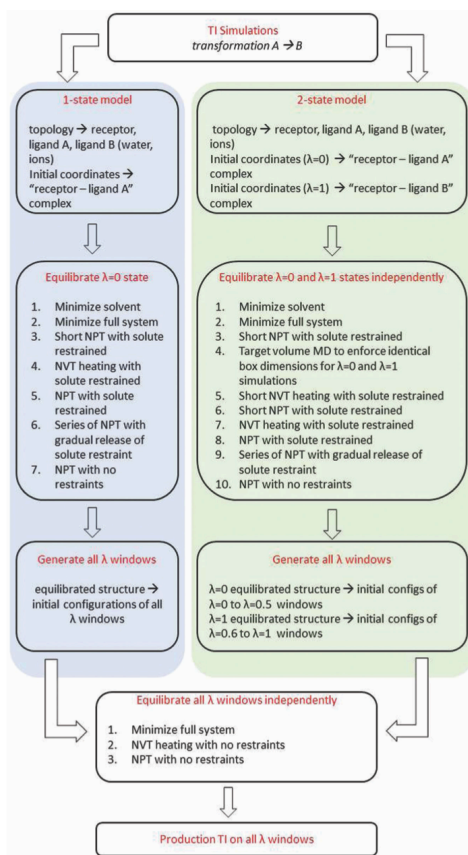 TI Simulations
transformation A → B
1-state model
topology → receptor,
ligand A, ligand B (water,
ions)
Initial coordinates →
“receptor – ligand A”
complex
2-state model
topology → receptor, ligand A, ligand B (water,
ions)
Initial coordinates (λ=0) → “receptor – ligand A”
complex
Initial coordinates (λ=1) → “receptor – ligand B”
complex
Equilibrate λ=0 state
1. Minimize solvent
2. Minimize full system
3. Short NPT with solute
restrained
4. NVT heating with
solute restrained
5. NPT with solute
restrained
6. Series of NPT with
gradual release of
solute restraint
7. NPT with no
restraints
Equilibrate λ=0 and λ=1 states independently
1. Minimize solvent
2. Minimize full system
3. Short NPT with solute restrained
4. Target volume MD to enforce identical
box dimensions for λ=0 and λ=1
simulations
5. Short NVT heating with solute restrained
6. Short NPT with solute restrained
7. NVT heating with solute restrained
8. NPT with solute restrained
9. Series of NPT with gradual release of
solute restraint
10. NPT with no restraints
Generate all λ windows
equilibrated structure →
initial configurations of all
λ windows
Generate all λ windows
λ=0 equilibrated structure → initial configs of
λ=0 to λ=0.5 windows
λ=1 equilibrated structure → initial configs of
λ=0.6 to λ=1 windows
Equilibrate all λ windows independently
1. Minimize full system
2. NVT heating with no restraints
3. NPT with no restraints
Production TI on all λ windows